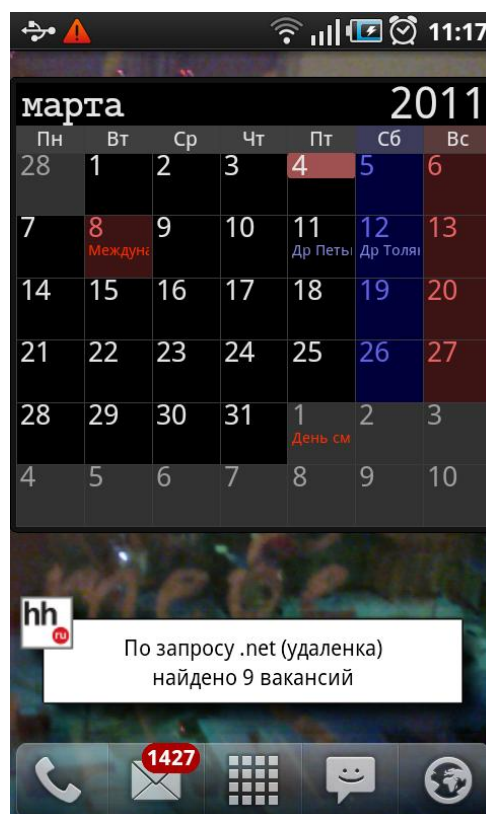 11:17
марта 2011
Пн Вт Ср Чт Пт Сб Вс
28 1 2 3 4 5 6
7 8 9 10 11 12 13
Междуна Др Петы Др Толян
14 15 16 17 18 19 20
21 22 23 24 25 26 27
28 29 30 31 1 2 3
День см
4 5 6 7 8 9 10
hh
ru
По запросу .net (удаленка)
найдено 9 вакансий
1427